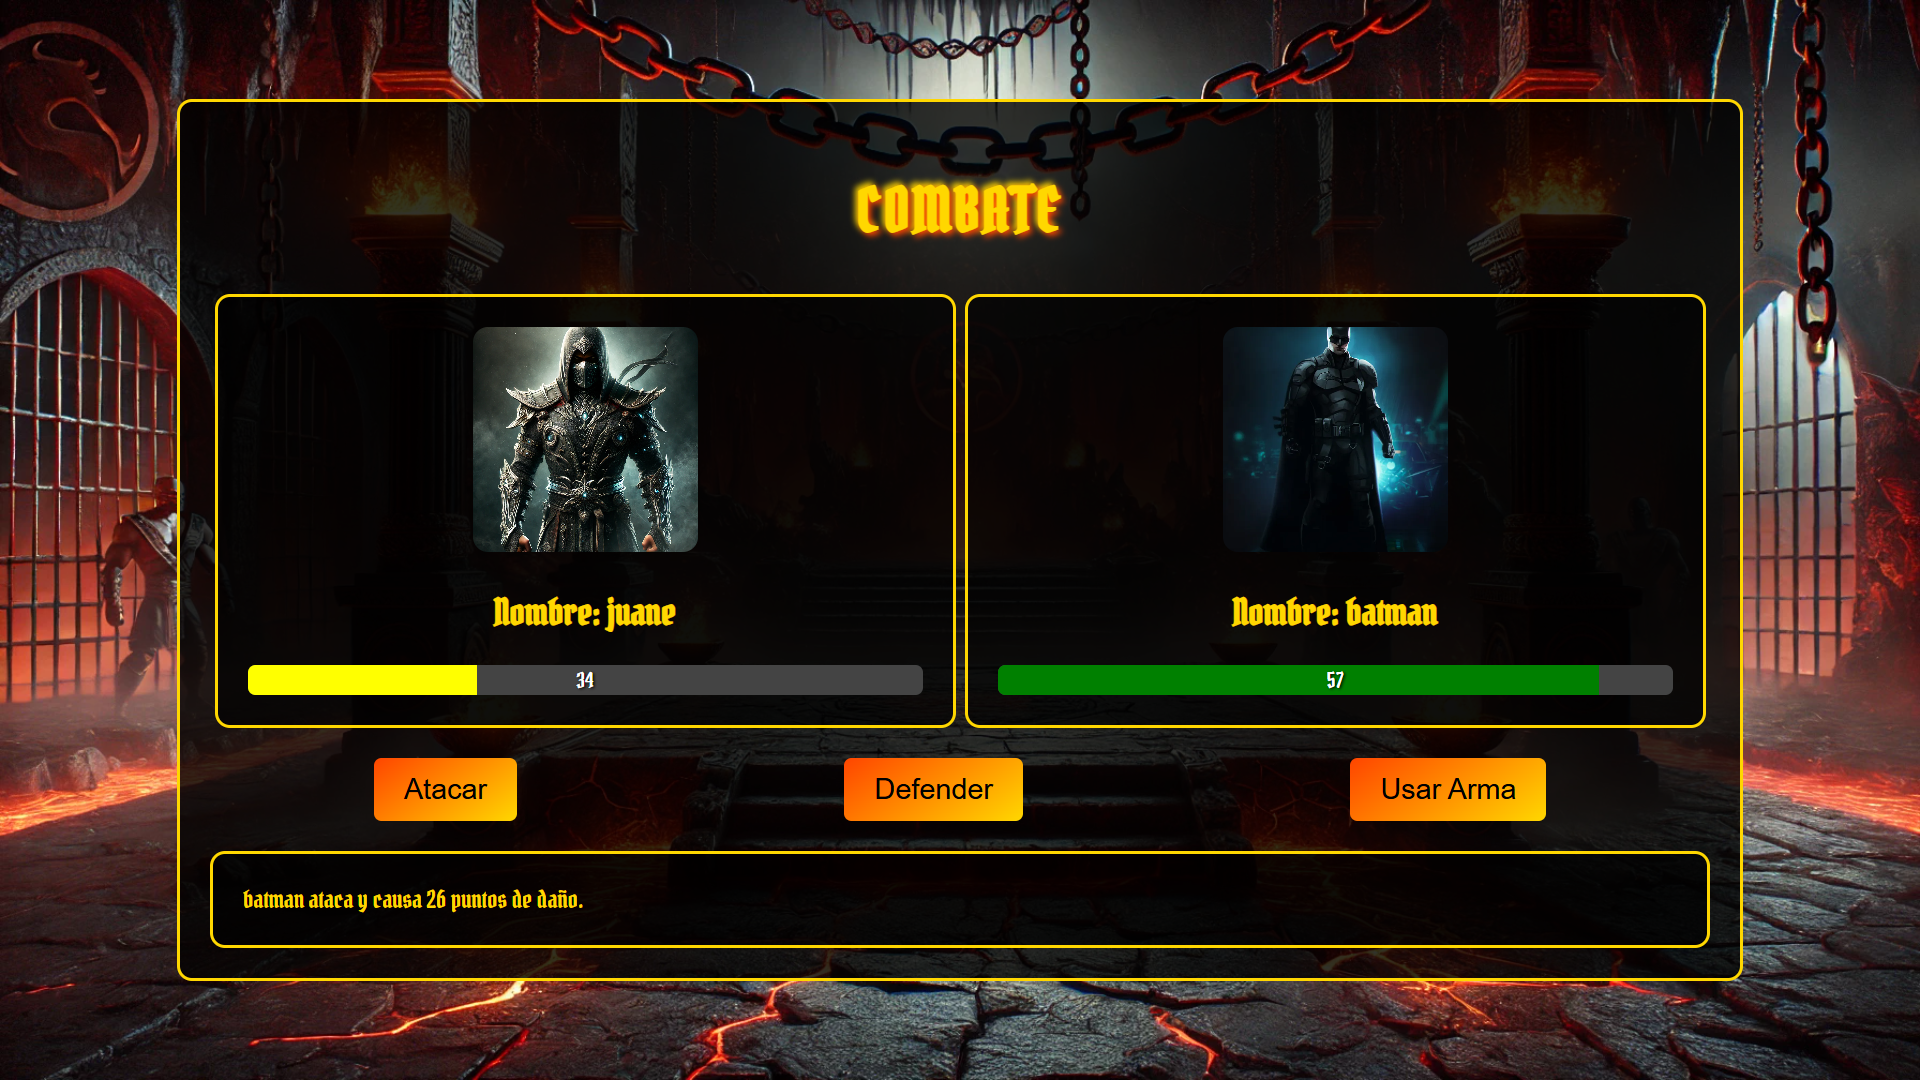 COMBATE
Nombre: juane
34
Nombre: batman
57
Atacar
Defender
Usar Arma
batman ataca y causa 26 puntos de daño.